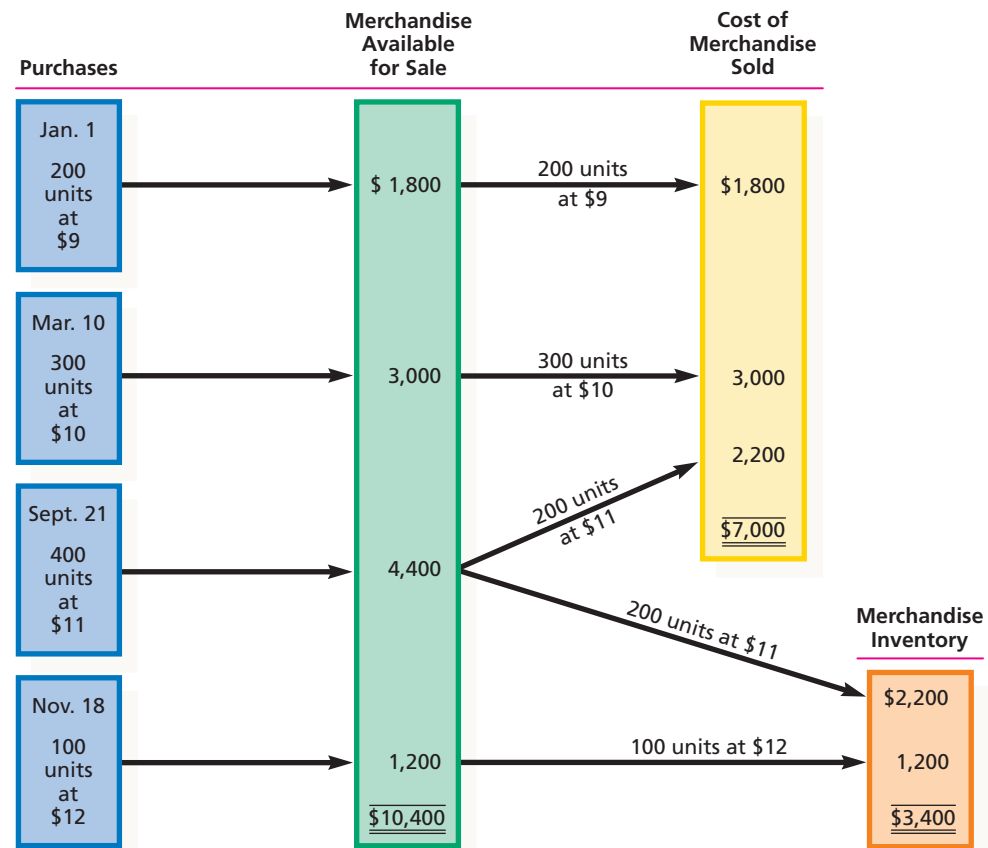 Purchases
Merchandise
Available
for Sale
Cost of
Merchandise
Sold
Jan. 1
200
units
at
$9
$ 1,800
200 units
at $9
$1,800
Mar. 10
300
units
at
$10
3,000
300 units
at $10
3,000
Sept. 21
400
units
at
$11
4,400
200 units
at $11
2,200
$7,000
200 units at $11
Merchandise
Inventory
$2,200
Nov. 18
100
units
at
$12
1,200
100 units at $12
1,200
$10,400
$3,400